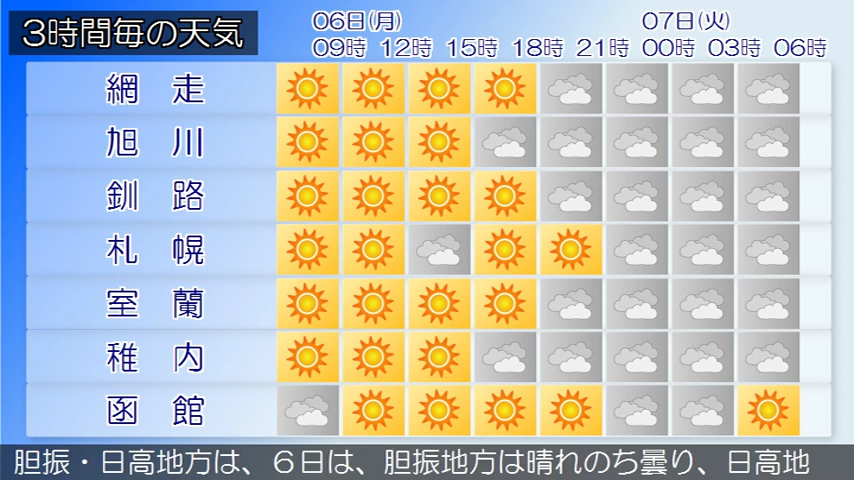 3時間毎の天気
06日(月) 07日(火)
09時 12時 15時 18時 21時 00時 03時 06時
網 走
旭 川
釧 路
札 幌
室 蘭
稚 内
函 館
胆振・日高地方は、6日は、胆振地方は晴れのち曇り、日高地